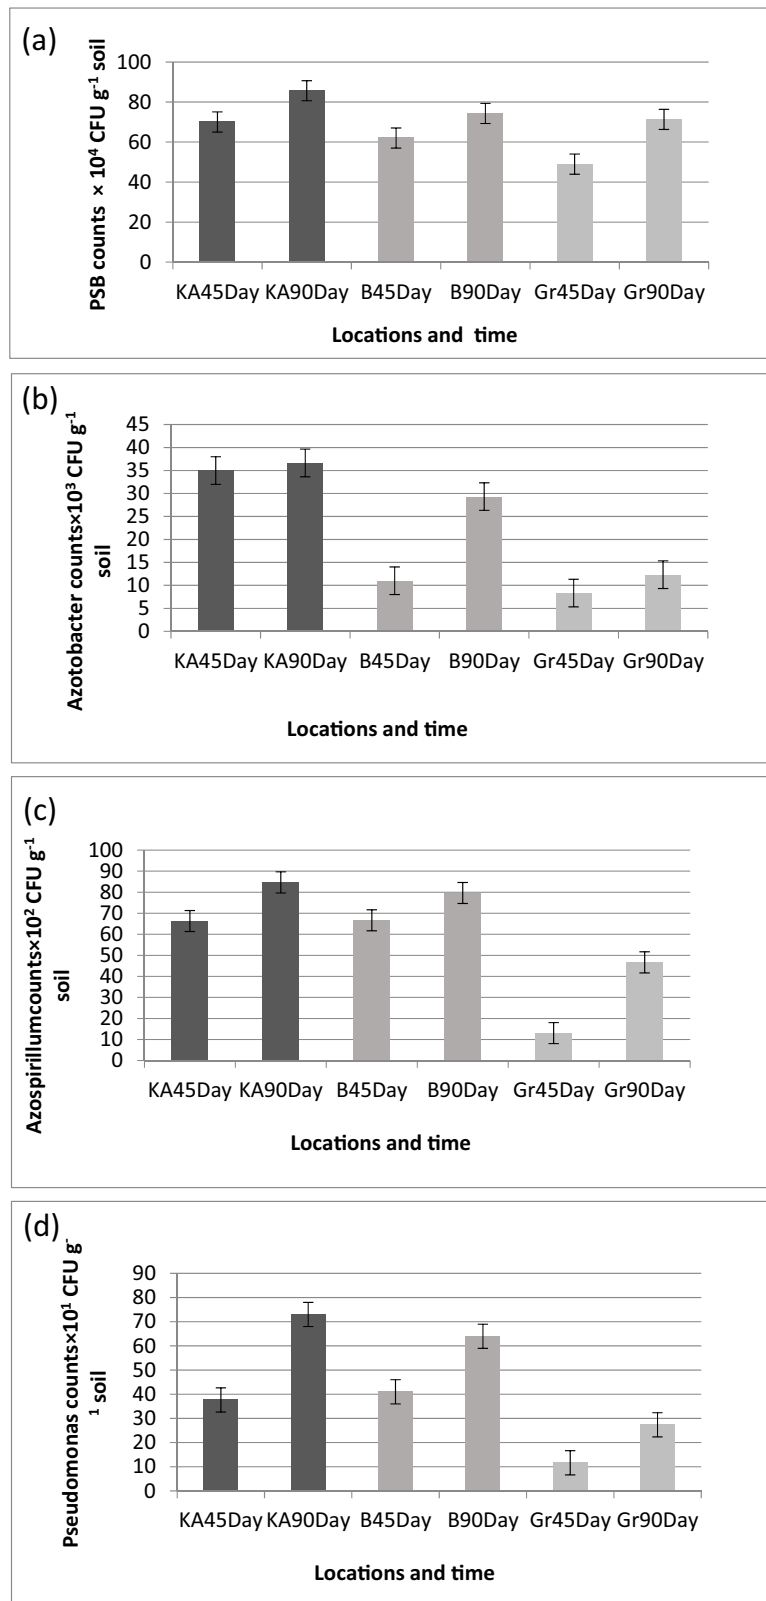 (a)
PSB counts × 10⁴ CFU g⁻¹ soil
100
80
60
40
20
0
KA45Day KA90Day B45Day B90Day Gr45Day Gr90Day
Locations and time
(b)
Azotobacter counts×10³ CFU g⁻¹
soil
45
40
35
30
25
20
15
10
5
0
KA45Day KA90Day B45Day B90Day Gr45Day Gr90Day
Locations and time
(c)
Azospirillumcounts×10² CFU g⁻¹
soil
100
90
80
70
60
50
40
30
20
10
0
KA45Day KA90Day B45Day B90Day Gr45Day Gr90Day
Locations and time
(d)
Pseudomonas counts×10¹ CFU g⁻
¹ soil
90
80
70
60
50
40
30
20
10
0
KA45Day KA90Day B45Day B90Day Gr45Day Gr90Day
Locations and time